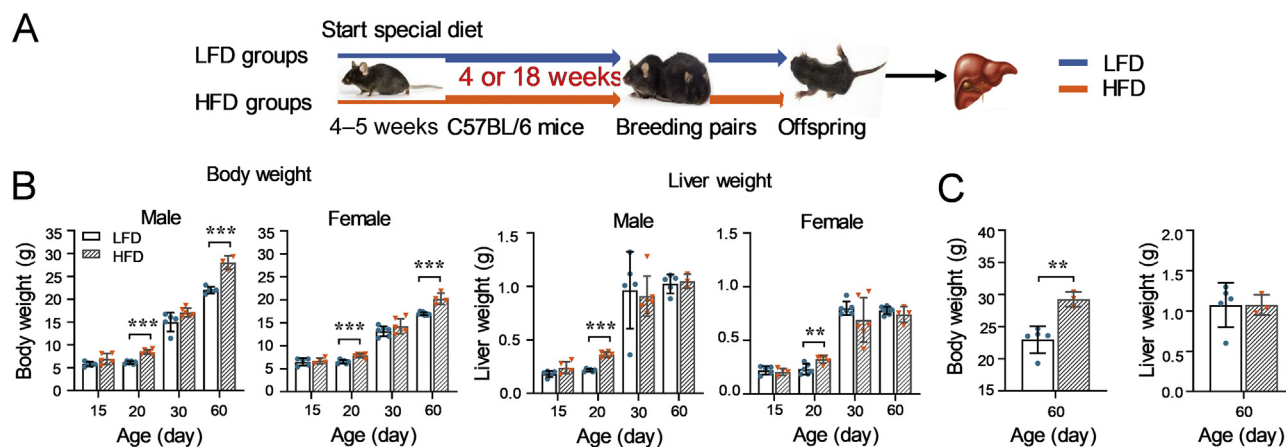 A
Start special diet
LFD groups
4 or 18 weeks
HFD groups
4–5 weeks
C57BL/6 mice
Breeding pairs
Offspring
LFD
HFD
B
Body weight
Liver weight
C
Male
Female
Male
Female
LFD
HFD
Body weight (g)
35
30
25
20
15
10
5
0
***
***
15
20
30
60
Age (day)
35
30
25
20
15
10
5
0
***
***
15
20
30
60
Age (day)
Liver weight (g)
1.5
1.0
0.5
0.0
***
15
20
30
60
Age (day)
1.5
1.0
0.5
0.0
**
15
20
30
60
Age (day)
Body weight (g)
40
35
30
25
20
15
**
60
Age (day)
Liver weight (g)
2.0
1.5
1.0
0.5
0.0
60
Age (day)